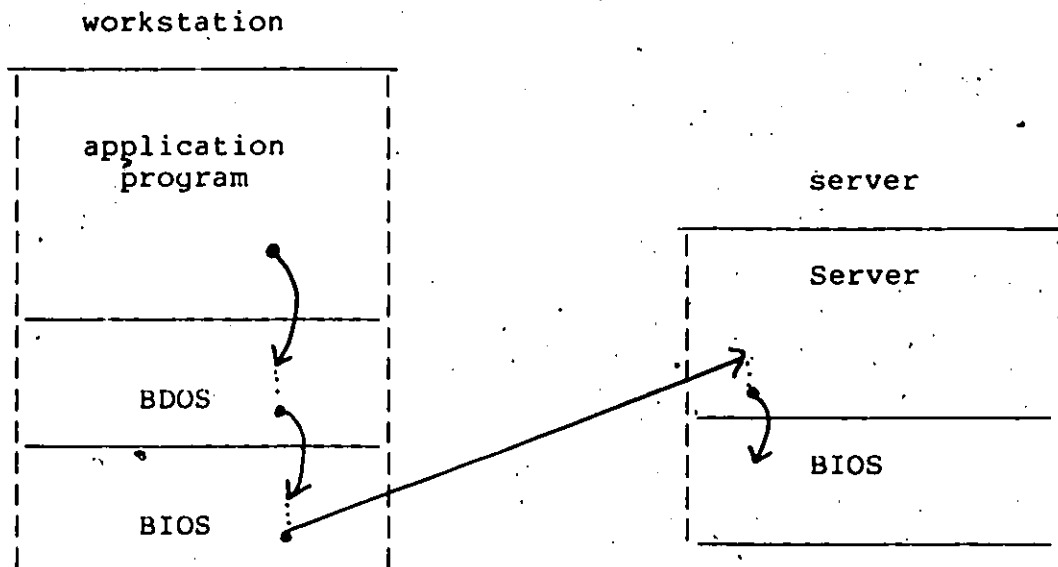 workstation
application
program
BDOS
BIOS
server
Server
BIOS